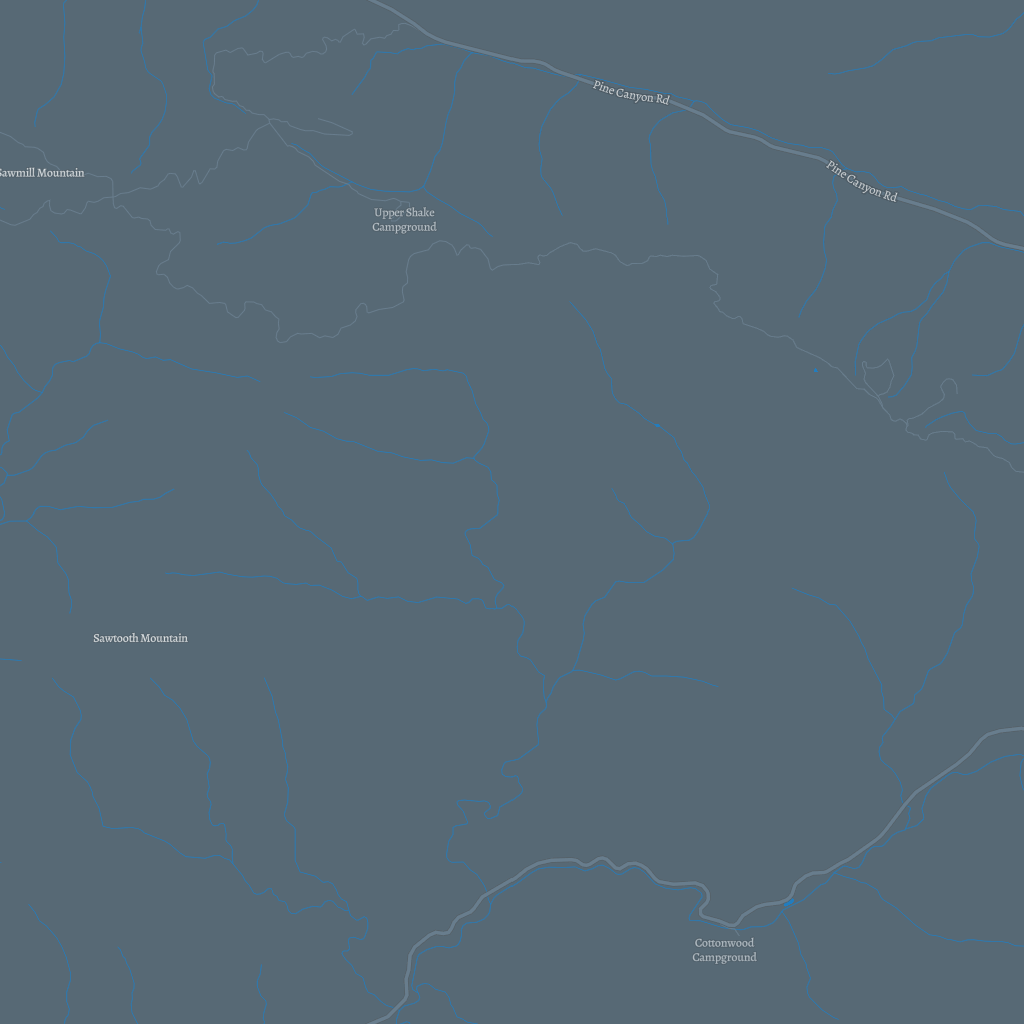 Pine Canyon Rd
Pine Canyon Rd
Sawmill Mountain
Upper Shake
Campground
Sawtooth Mountain
Cottonwood
Campground